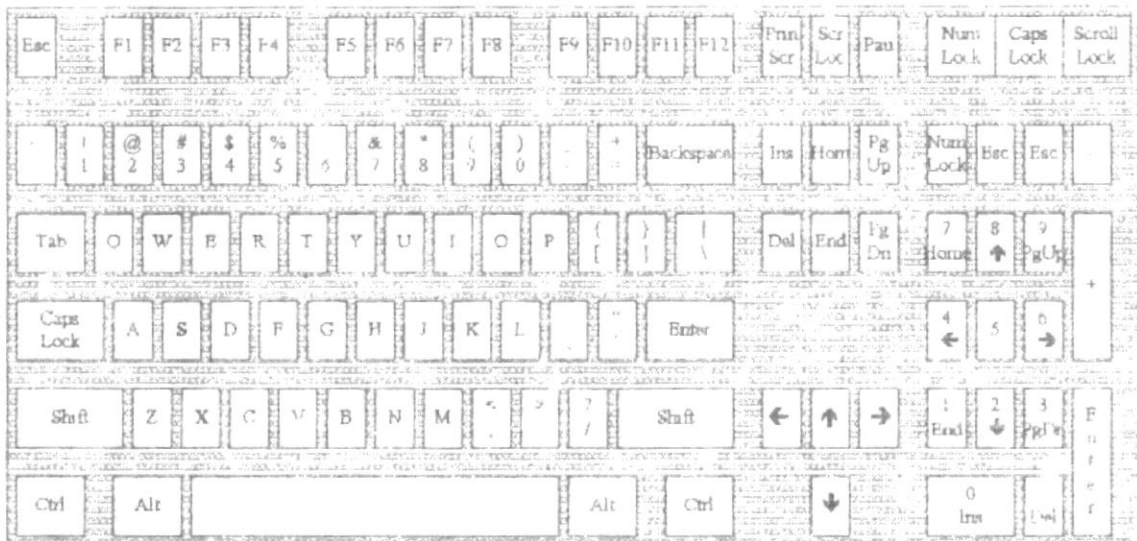 Esc F1 F2 F3 F4 F5 F6 F7 F8 F9 F10 F11 F12 Prnt Scr Pau Num Caps Scroll
Scr Loc Lock Lock Lock
! @ # $ % & * ( ) _ + Backspace Ins Hom Pg Num Esc Esc
1 2 3 4 5 6 7 8 9 0 = Up Lock
Tab O W E R T Y U I O P { } | Del End Pg 7 8 9 +
[ ] \ Dn Home ↑ PgUp
Caps A S D F G H J K L " Enter 4 5 6
Lock ← →
Shift Z X C V B N M < > ? Shift ← ↑ → 1 2 3 Enter
. / End ↓ PgDn
Ctrl Alt Alt Ctrl ↓ 0 Del
Ins